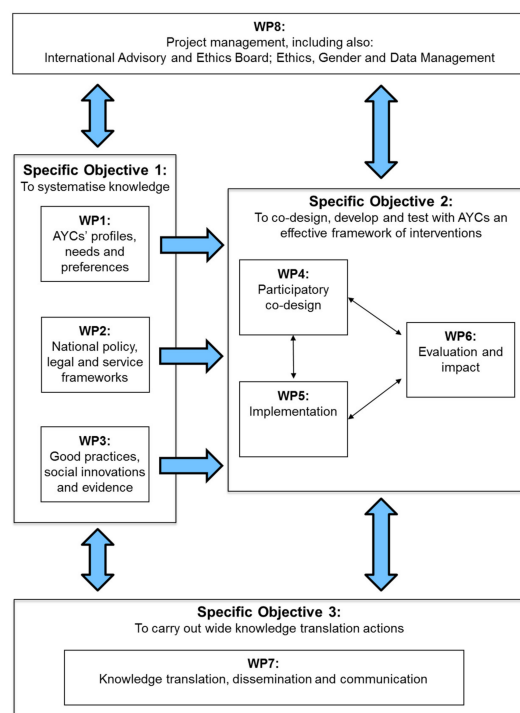 WP8:
Project management, including also:
International Advisory and Ethics Board; Ethics, Gender and Data Management
Specific Objective 1:
To systematise knowledge
WP1:
AYCs' profiles,
needs and
preferences
WP2:
National policy,
legal and service
frameworks
WP3:
Good practices,
social innovations
and evidence
Specific Objective 2:
To co-design, develop and test with AYCs an
effective framework of interventions
WP4:
Participatory
co-design
WP5:
Implementation
WP6:
Evaluation and
impact
Specific Objective 3:
To carry out wide knowledge translation actions
WP7:
Knowledge translation, dissemination and communication